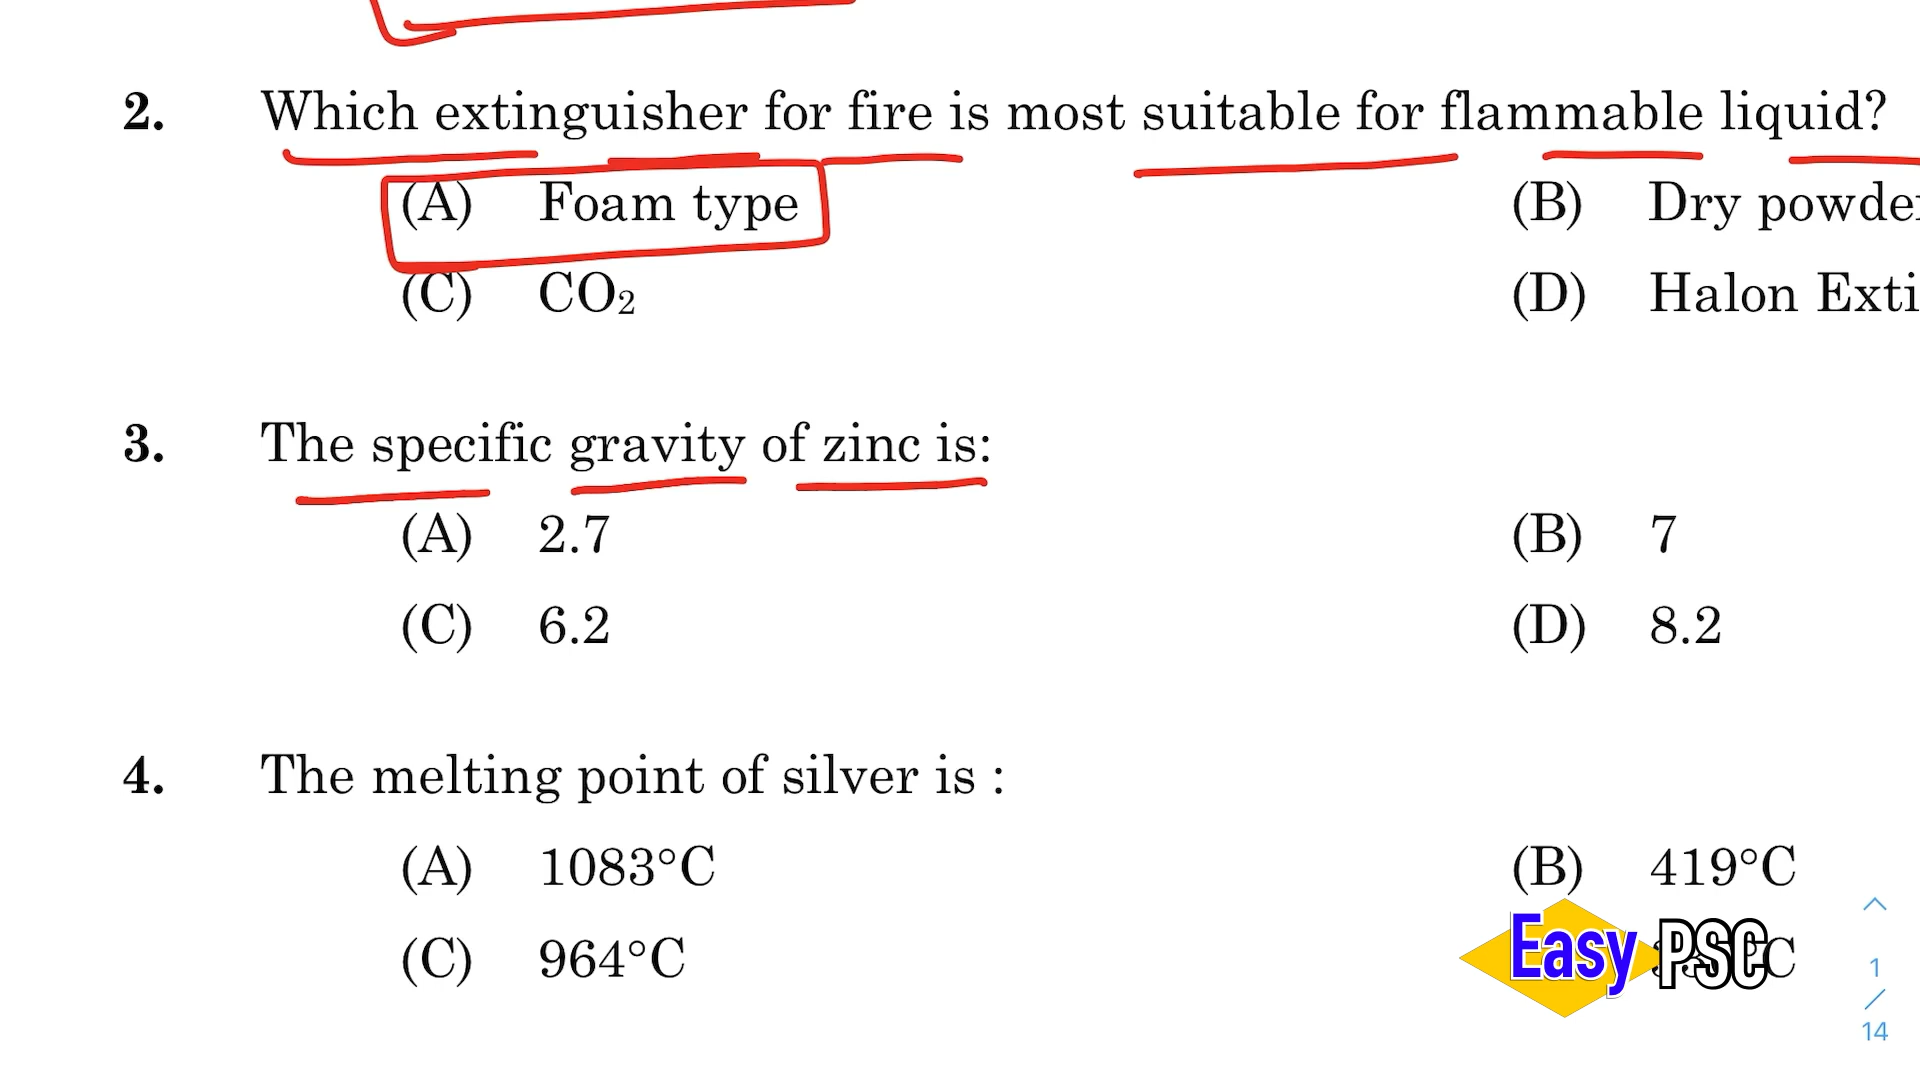 2. Which extinguisher for fire is most suitable for flammable liquid?
(A) Foam type (B) Dry powder
(C) CO₂ (D) Halon Exti
3. The specific gravity of zinc is:
(A) 2.7 (B) 7
(C) 6.2 (D) 8.2
4. The melting point of silver is :
(A) 1083°C (B) 419°C
(C) 964°C
Easy PSC
1
/
14